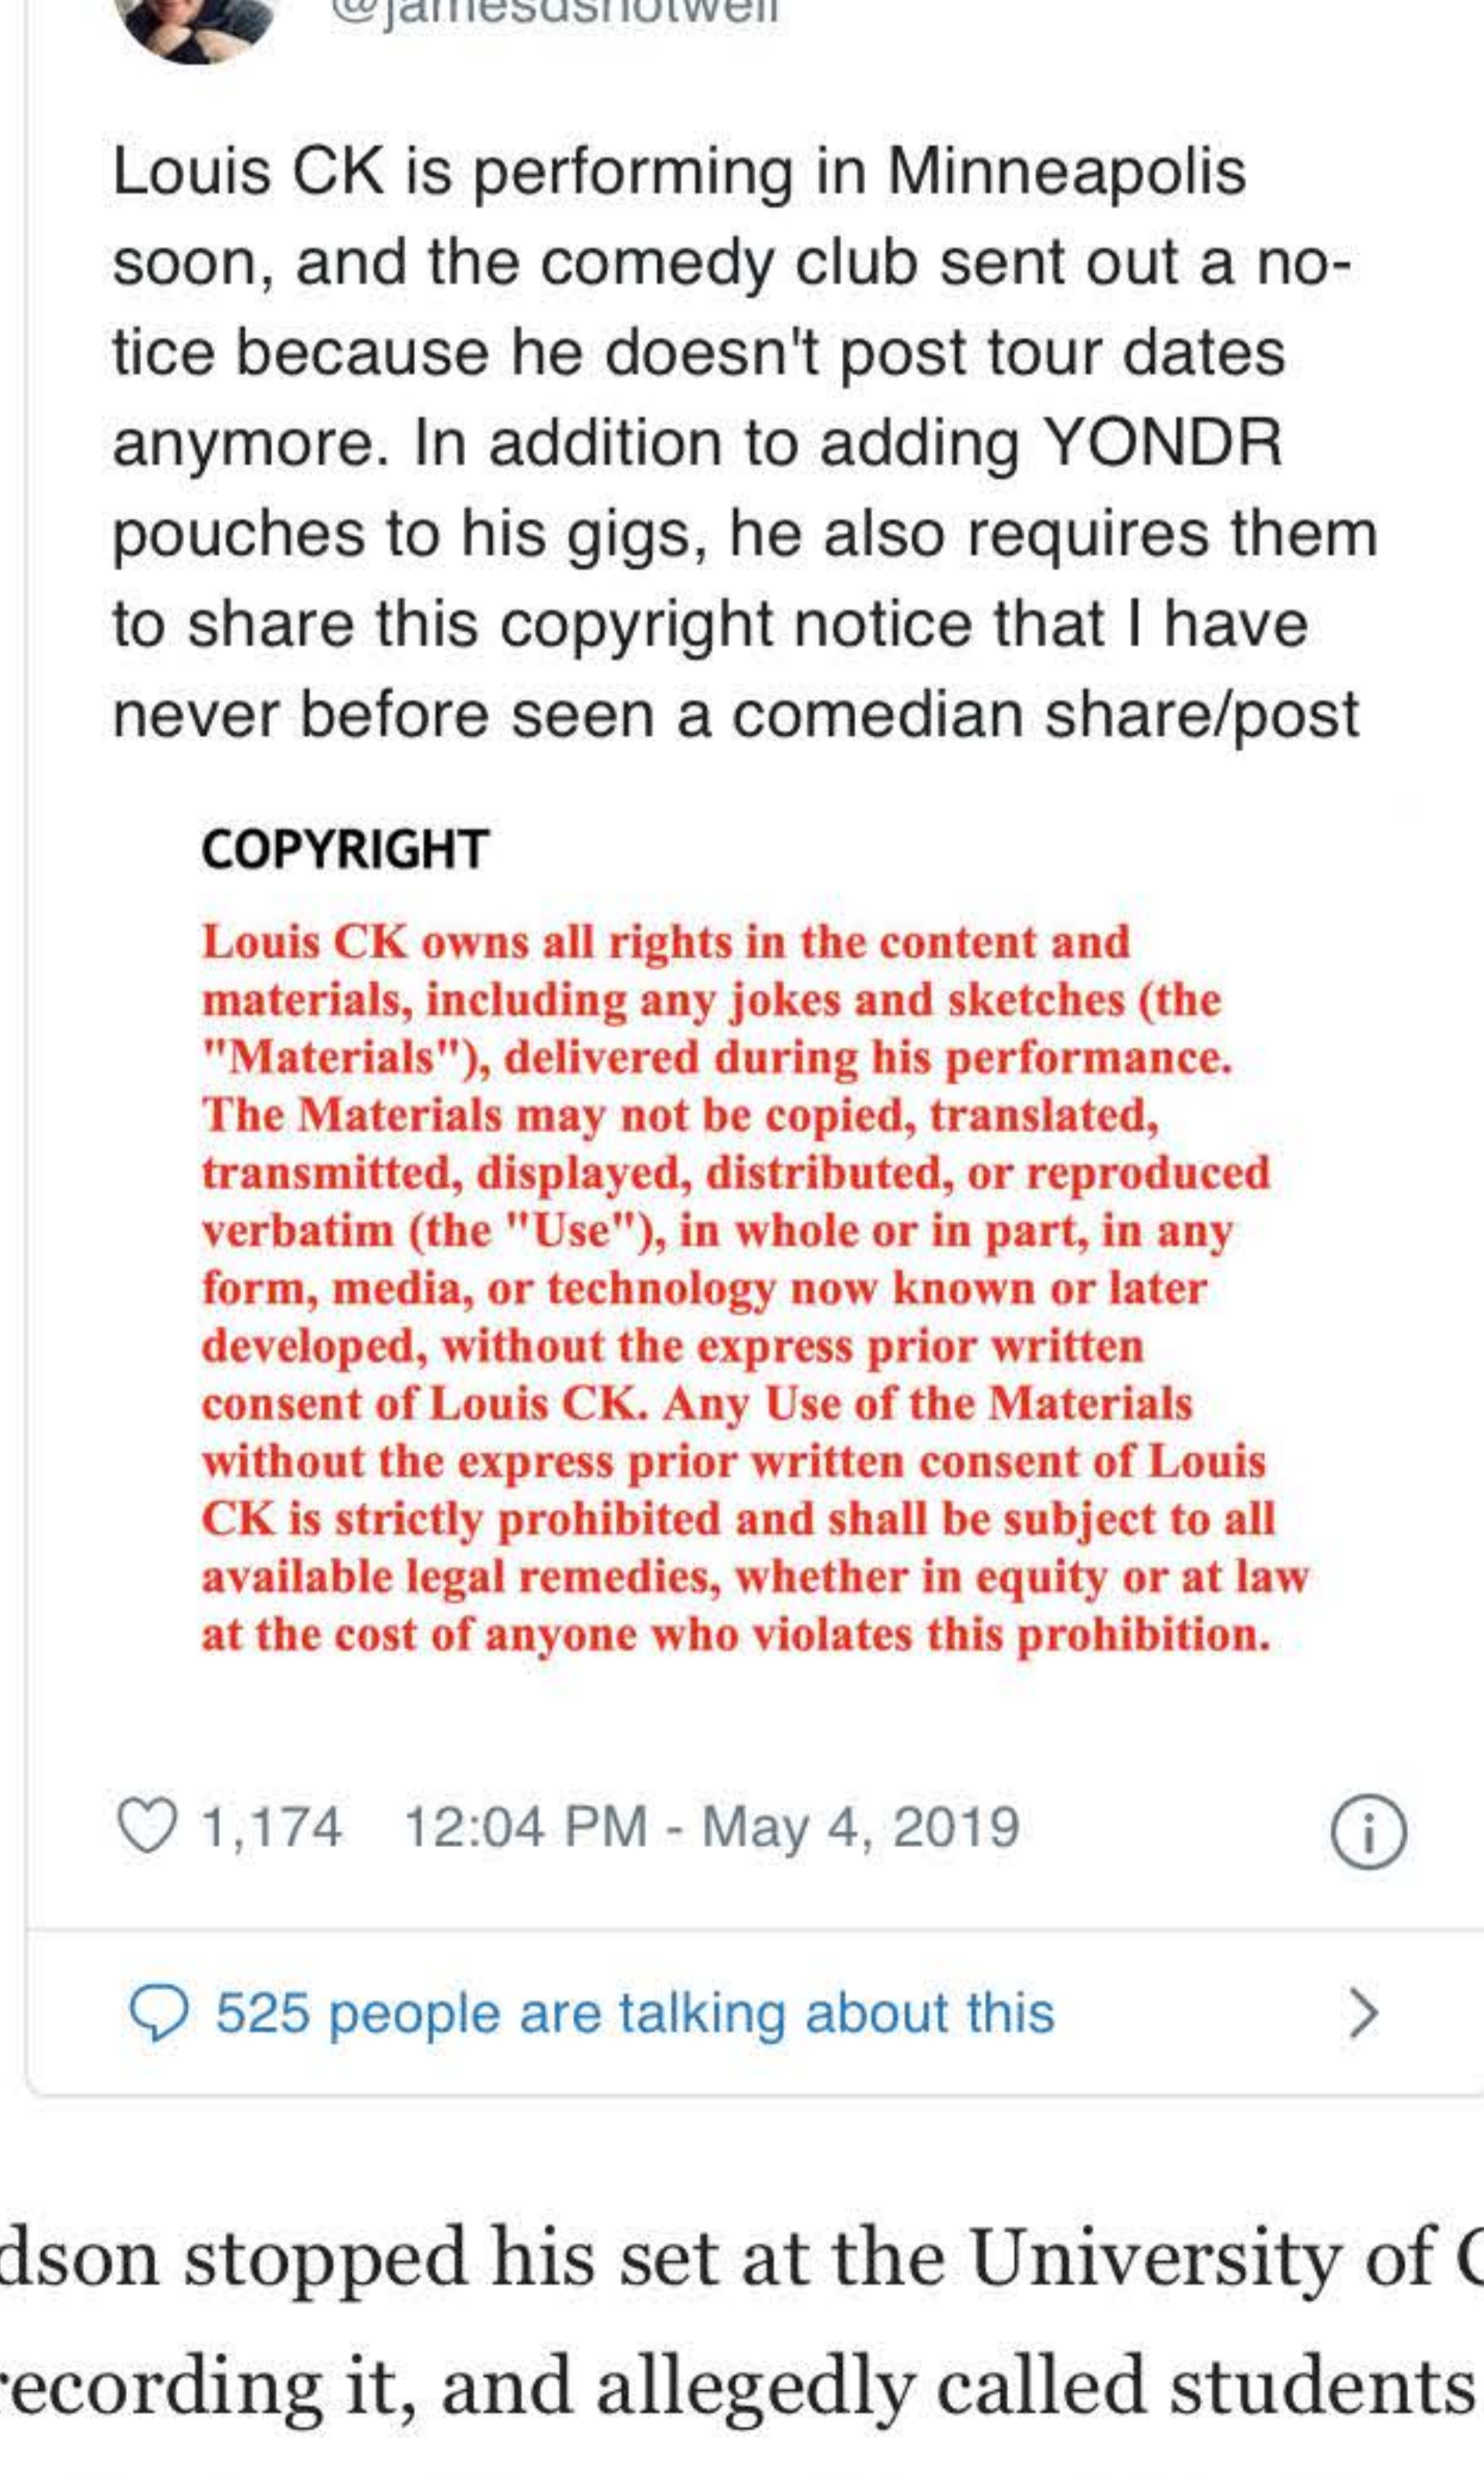 @jamesdshotwell
Louis CK is performing in Minneapolis
soon, and the comedy club sent out a no-
tice because he doesn't post tour dates
anymore. In addition to adding YONDR
pouches to his gigs, he also requires them
to share this copyright notice that I have
never before seen a comedian share/post
COPYRIGHT
Louis CK owns all rights in the content and
materials, including any jokes and sketches (the
"Materials"), delivered during his performance.
The Materials may not be copied, translated,
transmitted, displayed, distributed, or reproduced
verbatim (the "Use"), in whole or in part, in any
form, media, or technology now known or later
developed, without the express prior written
consent of Louis CK. Any Use of the Materials
without the express prior written consent of Louis
CK is strictly prohibited and shall be subject to all
available legal remedies, whether in equity or at law
at the cost of anyone who violates this prohibition.
1,174 12:04 PM - May 4, 2019
525 people are talking about this
dson stopped his set at the University of C
recording it, and allegedly called students